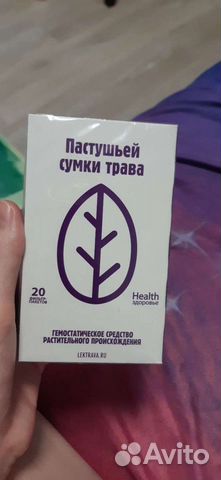 Пастушьей
сумки трава
20
ФИЛЬТР-
ПАКЕТОВ
Health
здоровье
ГЕМОСТАТИЧЕСКОЕ СРЕДСТВО
РАСТИТЕЛЬНОГО ПРОИСХОЖДЕНИЯ
LEKTRAVA.RU
Avito